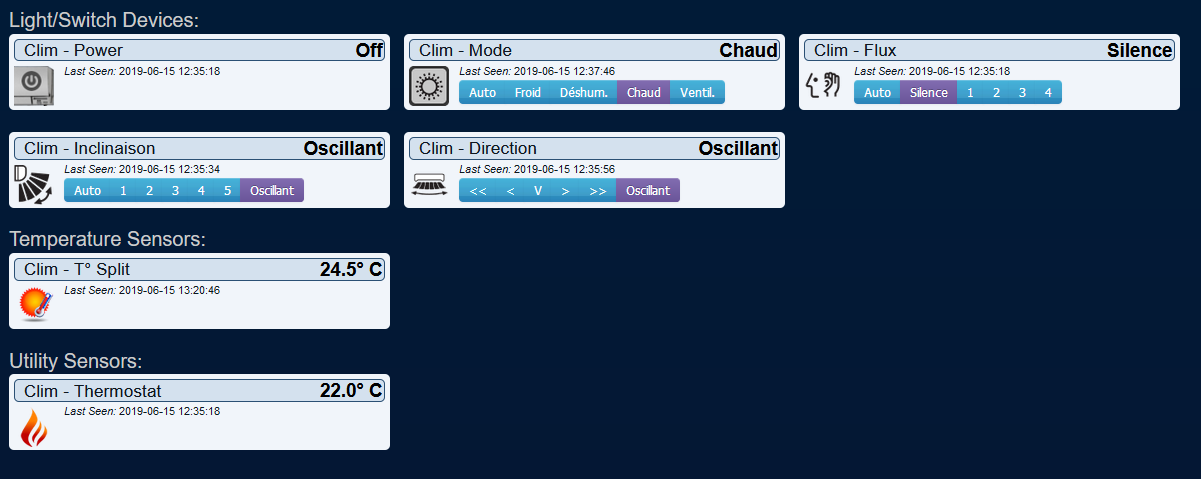 Light/Switch Devices:
Clim - Power Off
Last Seen: 2019-06-15 12:35:18
Clim - Mode Chaud
Last Seen: 2019-06-15 12:37:46
Auto Froid Déshum. Chaud Ventil.
Clim - Flux Silence
Last Seen: 2019-06-15 12:35:18
Auto Silence 1 2 3 4
Clim - Inclinaison Oscillant
Last Seen: 2019-06-15 12:35:34
Auto 1 2 3 4 5 Oscillant
Clim - Direction Oscillant
Last Seen: 2019-06-15 12:35:56
<< < V > >> Oscillant
Temperature Sensors:
Clim - T° Split 24.5° C
Last Seen: 2019-06-15 13:20:46
Utility Sensors:
Clim - Thermostat 22.0° C
Last Seen: 2019-06-15 12:35:18